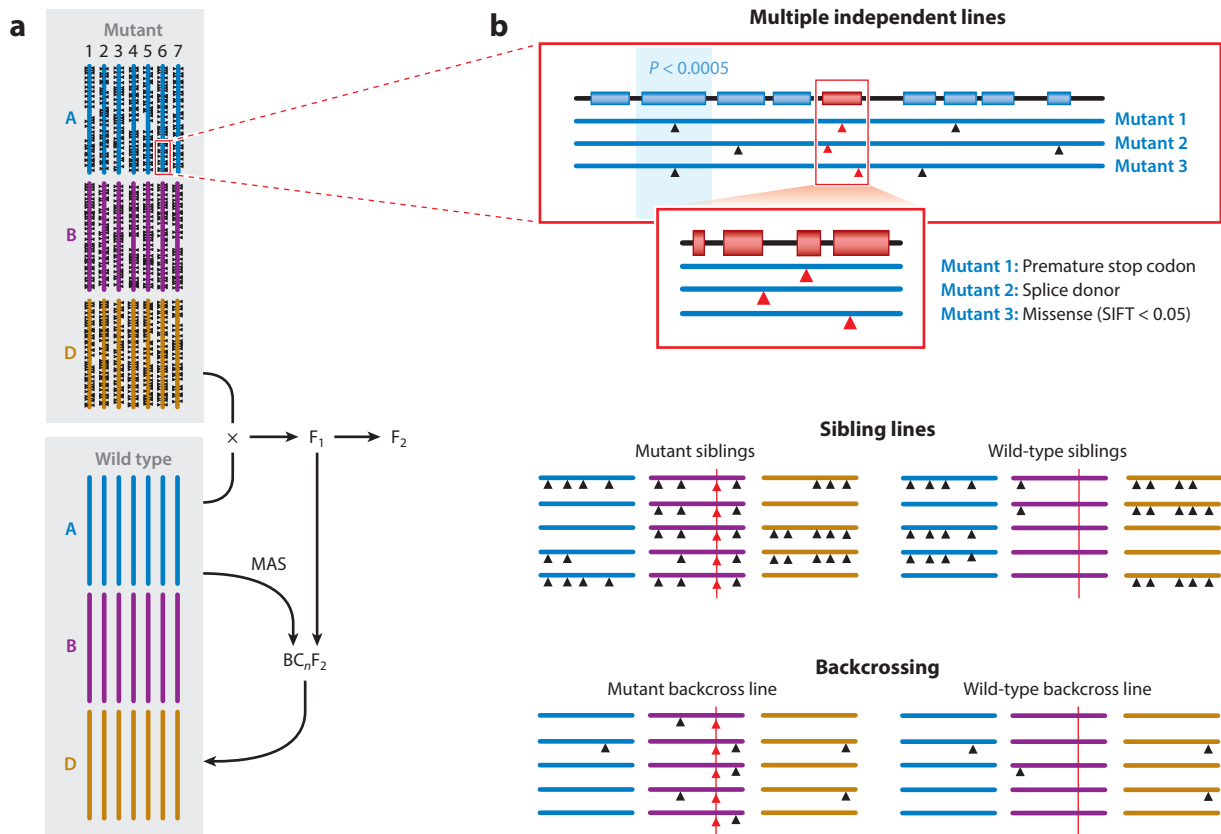 a
Mutant
1 2 3 4 5 6 7
A
B
D
Wild type
A
B
D
×
F1
F2
MAS
BCnF2
b
Multiple independent lines
P < 0.0005
Mutant 1
Mutant 2
Mutant 3
Mutant 1: Premature stop codon
Mutant 2: Splice donor
Mutant 3: Missense (SIFT < 0.05)
Sibling lines
Mutant siblings
Wild-type siblings
Backcrossing
Mutant backcross line
Wild-type backcross line